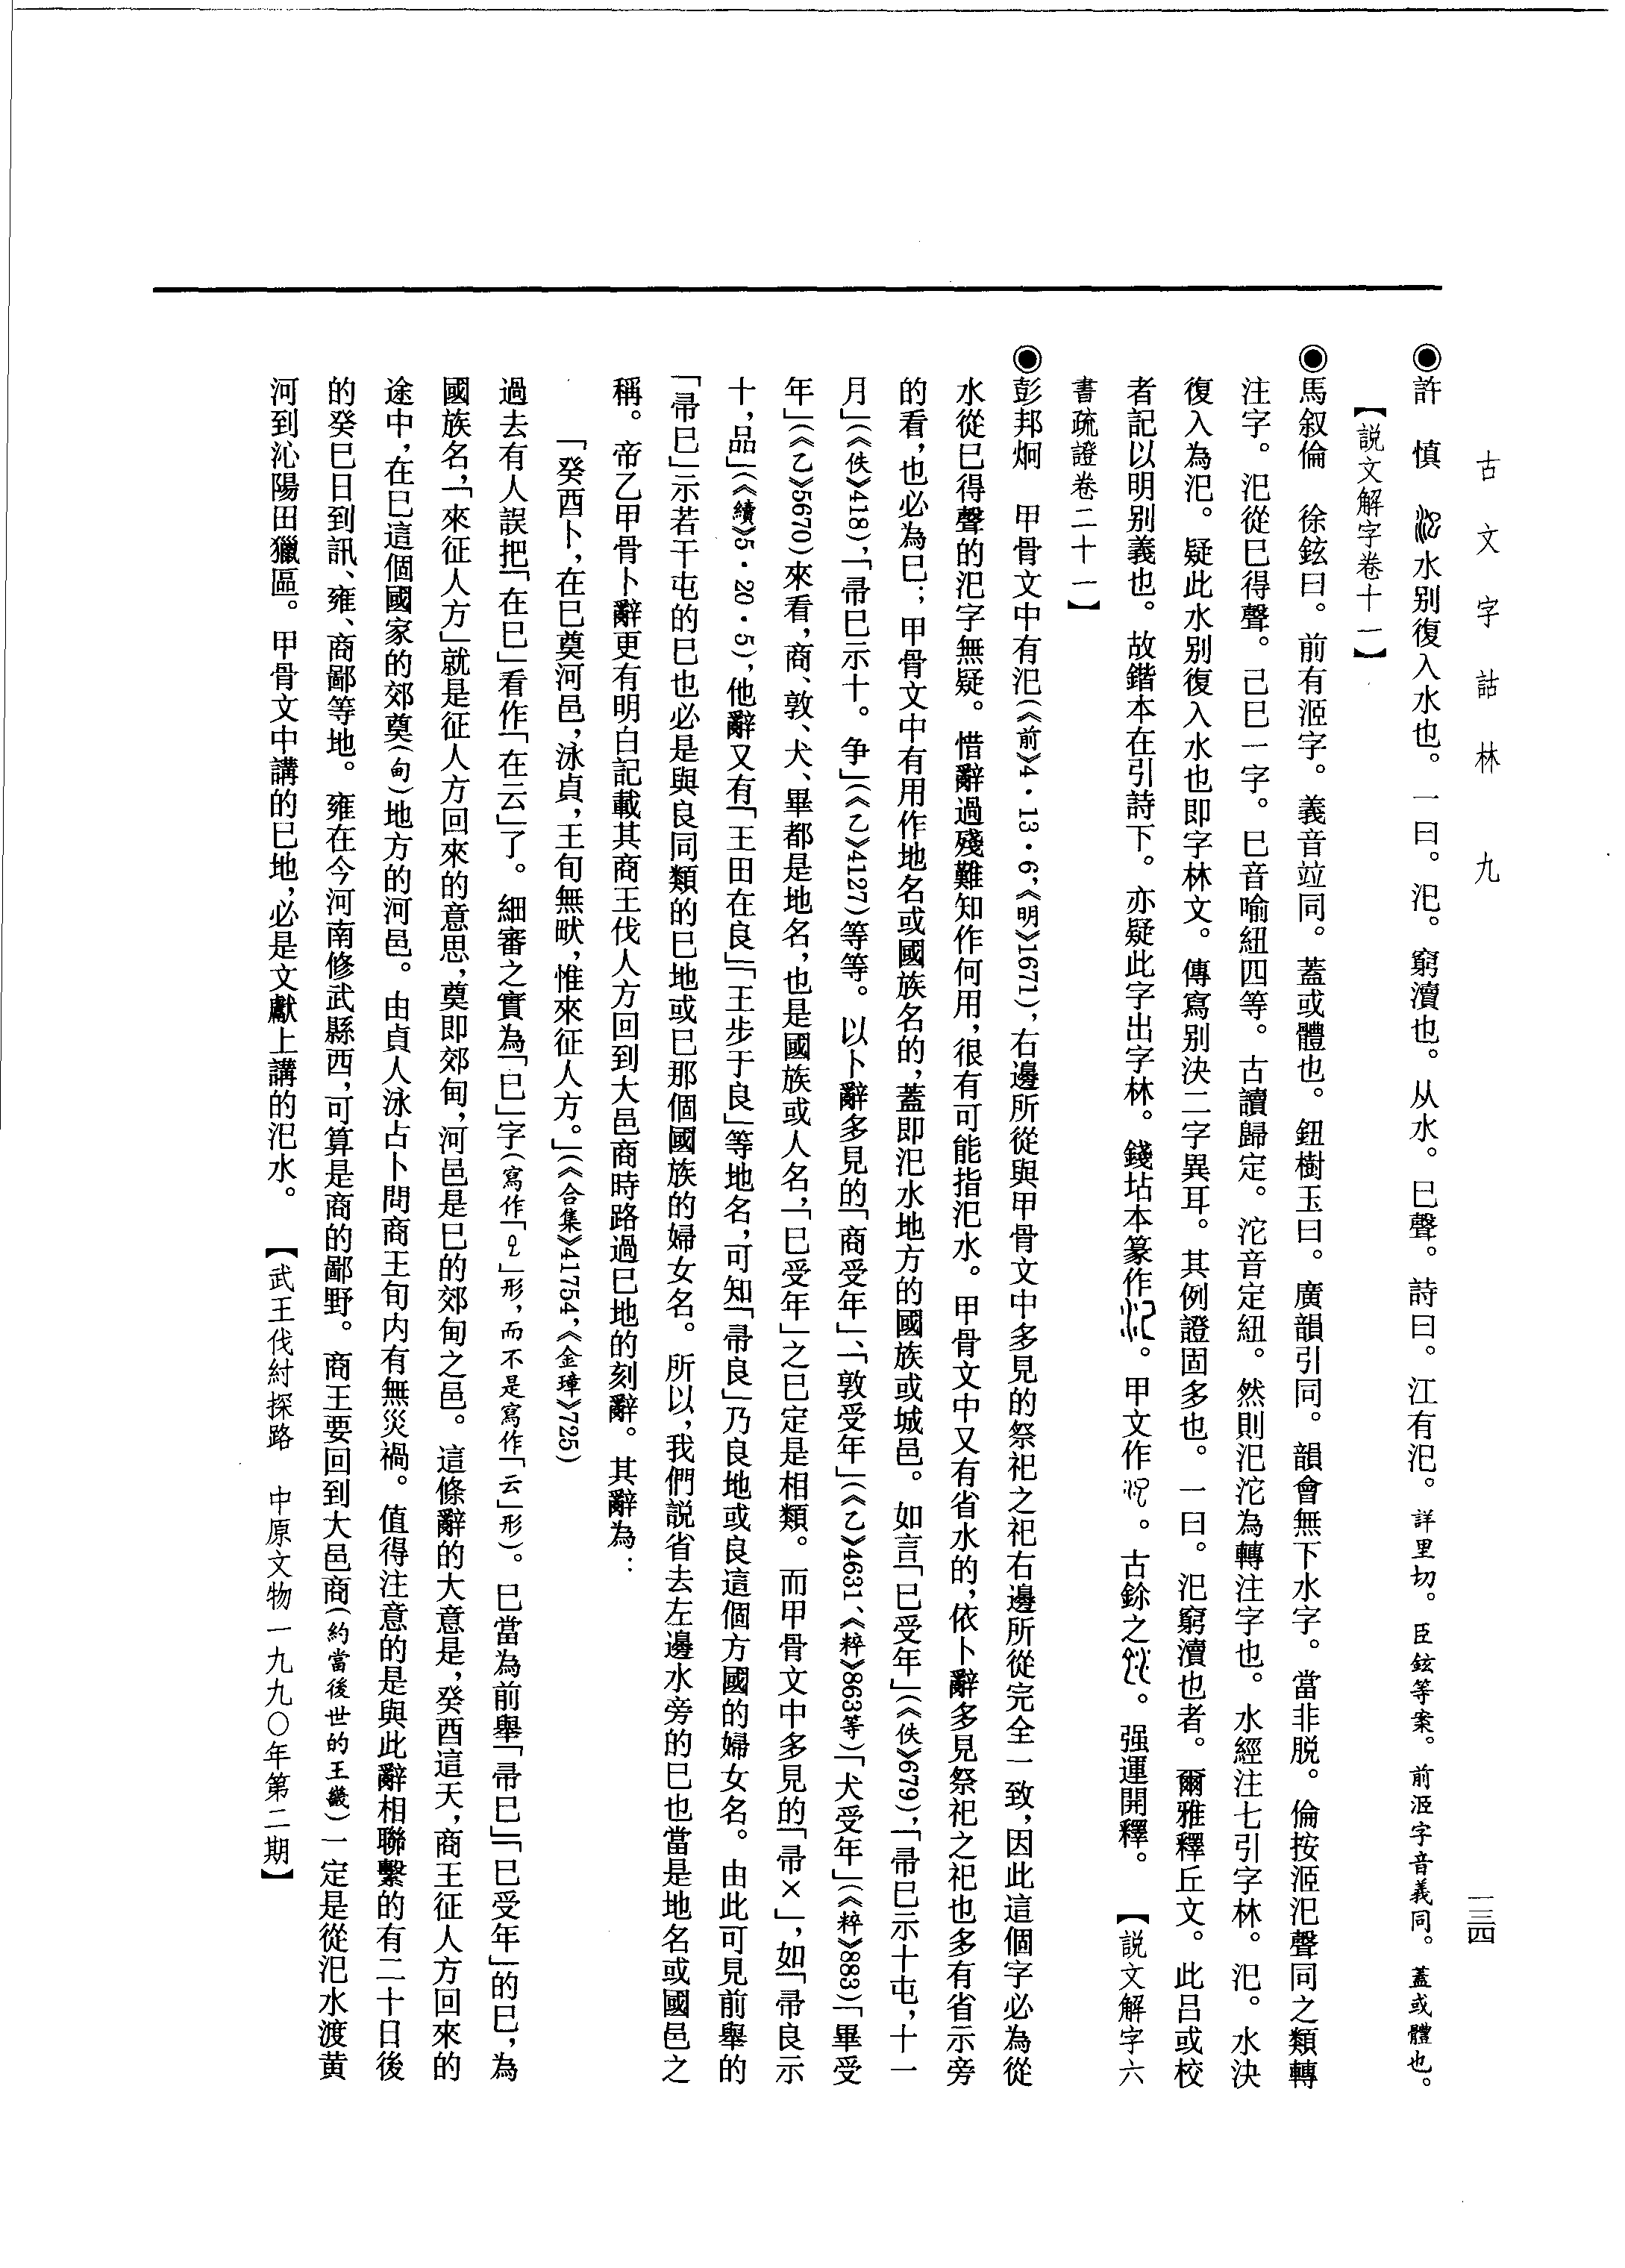 古文字詁林 九
一三四
◉許　慎　水别復入水也。一曰。汜。窮瀆也。从水。巳聲。詩曰。江有汜。詳里切。臣鉉等案。前洍字音義同。蓋或體也。
【説文解字卷十一】
◉馬叙倫　徐鉉曰。前有洍字。義音竝同。蓋或體也。鈕樹玉曰。廣韻引同。韻會無下水字。當非脱。倫按洍汜聲同之類轉
注字。汜從巳得聲。己巳一字。巳音喻紐四等。古讀歸定。沱音定紐。然則汜沱為轉注字也。水經注七引字林。汜。水決
復入為汜。疑此水别復入水也即字林文。傳寫别決二字異耳。其例證固多也。一曰。汜窮瀆也者。爾雅釋丘文。此吕或校
者記以明别義也。故鍇本在引詩下。亦疑此字出字林。錢坫本篆作。甲文作。古鉨之。强運開釋。【説文解字六
書疏證卷二十一】
◉彭邦炯　甲骨文中有汜(《前》4·13·6,《明》1671),右邊所從與甲骨文中多見的祭祀之祀右邊所從完全一致,因此這個字必為從
水從巳得聲的汜字無疑。惜辭過殘難知作何用,很有可能指汜水。甲骨文中又有省水的,依卜辭多見祭祀之祀也多有省示旁
的看,也必為巳;甲骨文中有用作地名或國族名的,蓋即汜水地方的國族或城邑。如言「巳受年」(《佚》679),「帚巳示十屯,十一
月」(《佚》418),「帚巳示十。争」(《乙》4127)等等。以卜辭多見的「商受年」、「敦受年」(《乙》4631、《粹》863等)「犬受年」(《粹》883)「畢受
年」(《乙》5670)來看,商、敦、犬、畢都是地名,也是國族或人名,「巳受年」之巳定是相類。而甲骨文中多見的「帚×」,如「帚良示
十,品」(《續》5·20·5),他辭又有「王田在良」「王步于良」等地名,可知「帚良」乃良地或良這個方國的婦女名。由此可見前舉的
「帚巳」示若干屯的巳也必是與良同類的巳地或巳那個國族的婦女名。所以,我們説省去左邊水旁的巳也當是地名或國邑之
稱。帝乙甲骨卜辭更有明白記載其商王伐人方回到大邑商時路過巳地的刻辭。其辭為:
「癸酉卜,在巳奠河邑,泳貞,王旬無㕢,惟來征人方。」(《合集》41754,《金璋》725)
過去有人誤把「在巳」看作「在云」了。細審之實為「巳」字(寫作「」形,而不是寫作「云」形)。巳當為前舉「帚巳」「巳受年」的巳,為
國族名,「來征人方」就是征人方回來的意思,奠即郊甸,河邑是巳的郊甸之邑。這條辭的大意是,癸酉這天,商王征人方回來的
途中,在巳這個國家的郊奠(甸)地方的河邑。由貞人泳占卜問商王旬内有無災禍。值得注意的是與此辭相聯繫的有二十日後
的癸巳日到訊、雍、商鄙等地。雍在今河南修武縣西,可算是商的鄙野。商王要回到大邑商(約當後世的王畿)一定是從汜水渡黄
河到沁陽田獵區。甲骨文中講的巳地,必是文獻上講的汜水。【武王伐紂探路　中原文物一九九〇年第二期】